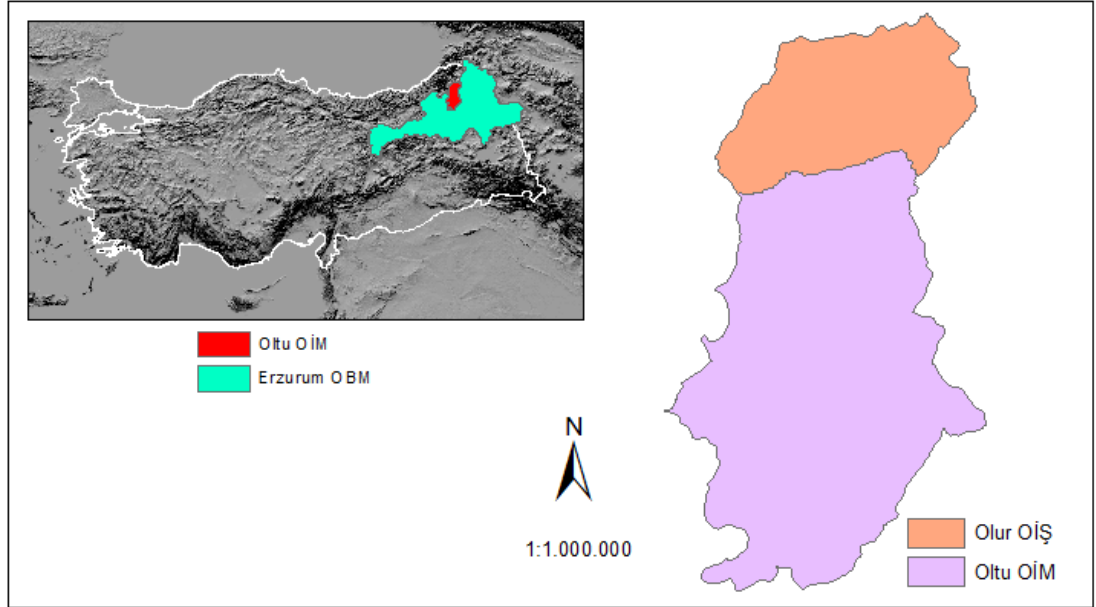 Oltu OİM
Erzurum OBM
N
1:1.000.000
Olur OİŞ
Oltu OİM